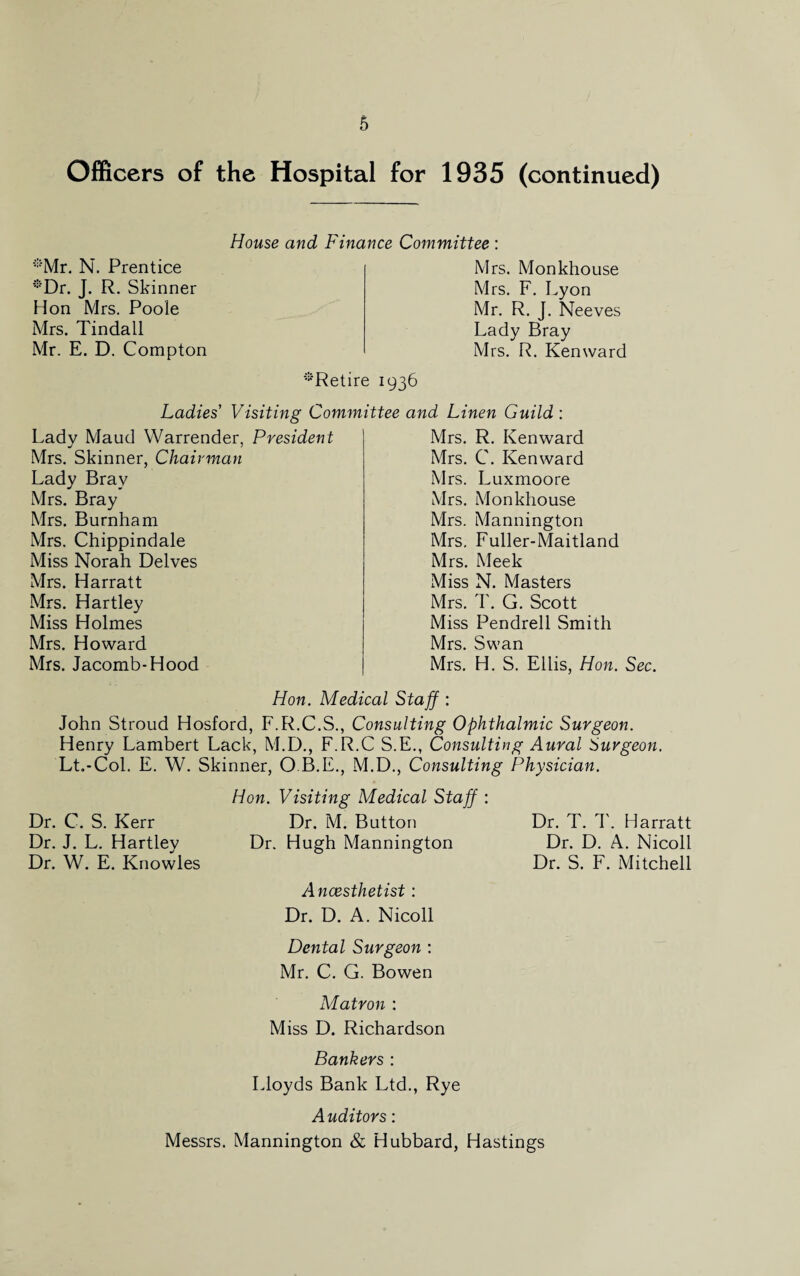 5
Officers of the Hospital for 1935 (continued)
House and Finance Committee :
*Mr. N. Prentice
*Dr. J. R. Skinner
Hon Mrs. Poole
Mrs. Tindall
Mr. E. D. Compton
Mrs. Monkhouse
Mrs. F. Lyon
Mr. R. J. Neeves
Lady Bray
Mrs. R. Kenward
*Retire 1936
Ladies' Visiting Committee and Linen Guild :
Lady Maud Warrender, President
Mrs. Skinner, Chairman
Lady Bray
Mrs. Bray
Mrs. Burnham
Mrs. Chippindale
Miss Norah Delves
Mrs. Harratt
Mrs. Hartley
Miss Holmes
Mrs. Howard
Mrs. Jacomb-Hood
Mrs. R. Kenward
Mrs. C. Kenward
Mrs. Luxmoore
Mrs. Monkhouse
Mrs. Mannington
Mrs. Fuller-Maitland
Mrs. Meek
Miss N. Masters
Mrs. T. G. Scott
Miss Pendrell Smith
Mrs. Swan
Mrs. H. S. Ellis, Hon. Sec.
Hon. Medical Staff :
John Stroud Hosford, F.R.C.S., Consulting Ophthalmic Surgeon.
Henry Lambert Lack, M.D., F.R.C S.E., Consulting Aural Surgeon.
Lt.-Col. E. W. Skinner, O.B.E., M.D., Consulting Physician.
Hon. Visiting Medical Staff :
Dr. C. S. Kerr
Dr. J. L. Hartley
Dr. W. E. Knowles
Dr. M. Button
Dr. Hugh Mannington
Dr. T. T. Harratt
Dr. D. A. Nicoll
Dr. S. F. Mitchell
Anœsthetist :
Dr. D. A. Nicoll
Dental Surgeon :
Mr. C. G. Bowen
Matron :
Miss D. Richardson
Bankers :
Lloyds Bank Ltd., Rye
Auditors :
Messrs. Mannington & Hubbard, Hastings